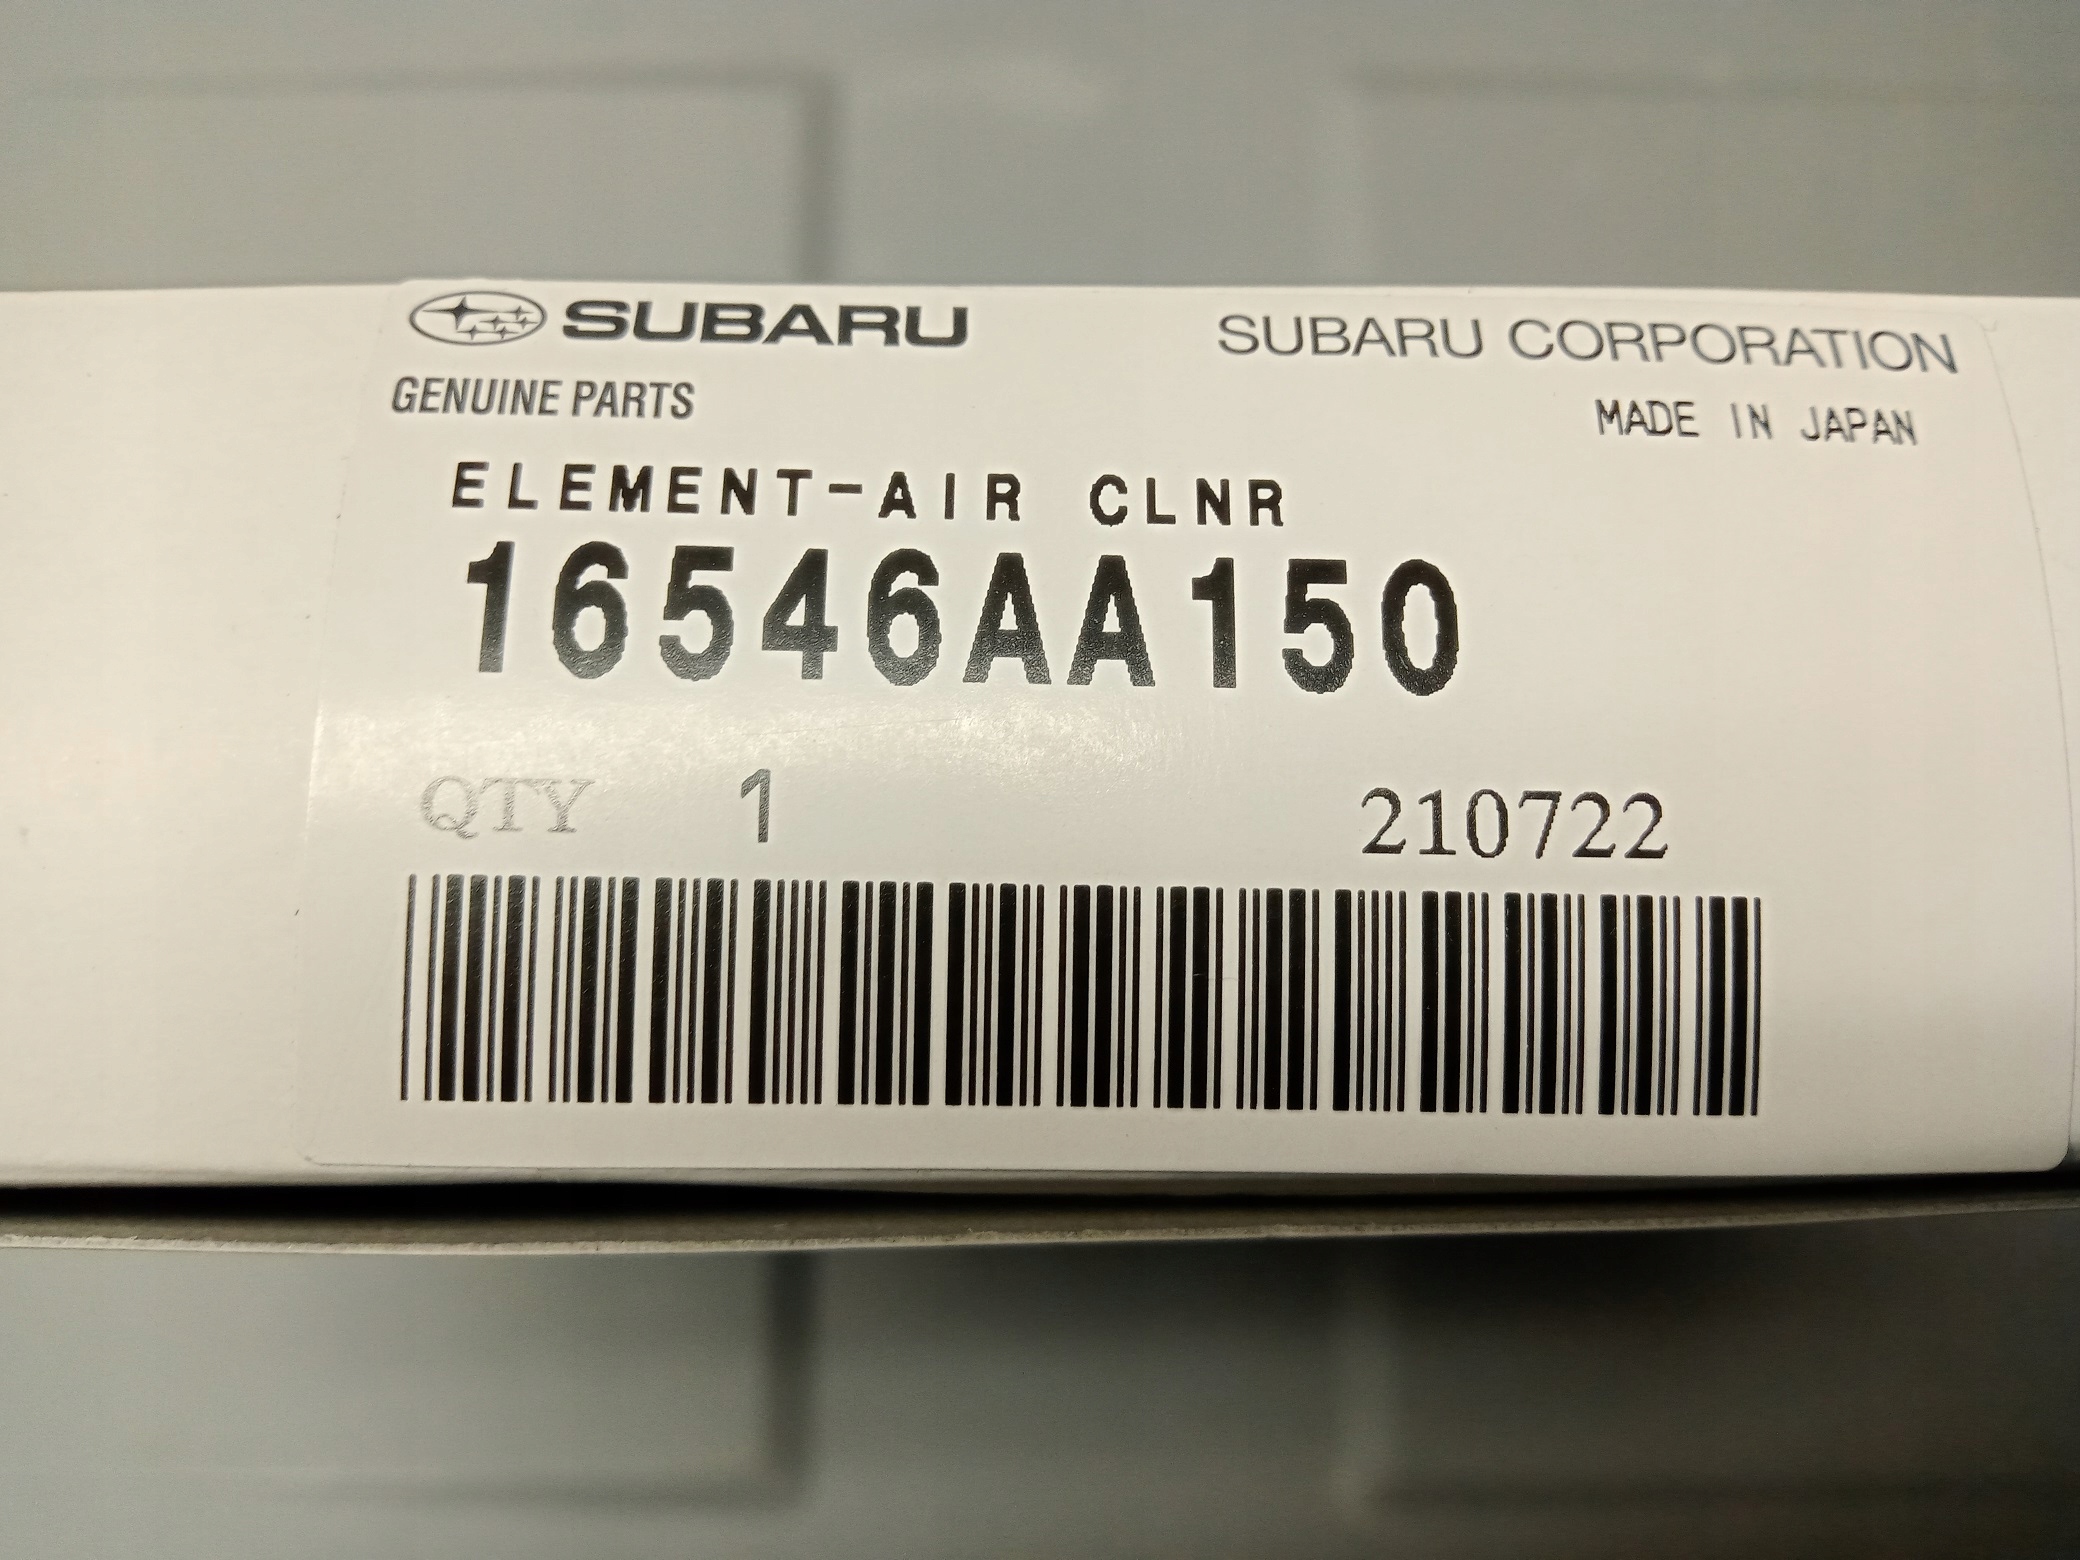 SUBARU
SUBARU CORPORATION
GENUINE PARTS
MADE IN JAPAN
ELEMENT-AIR CLNR
16546AA150
QTY 1 210722